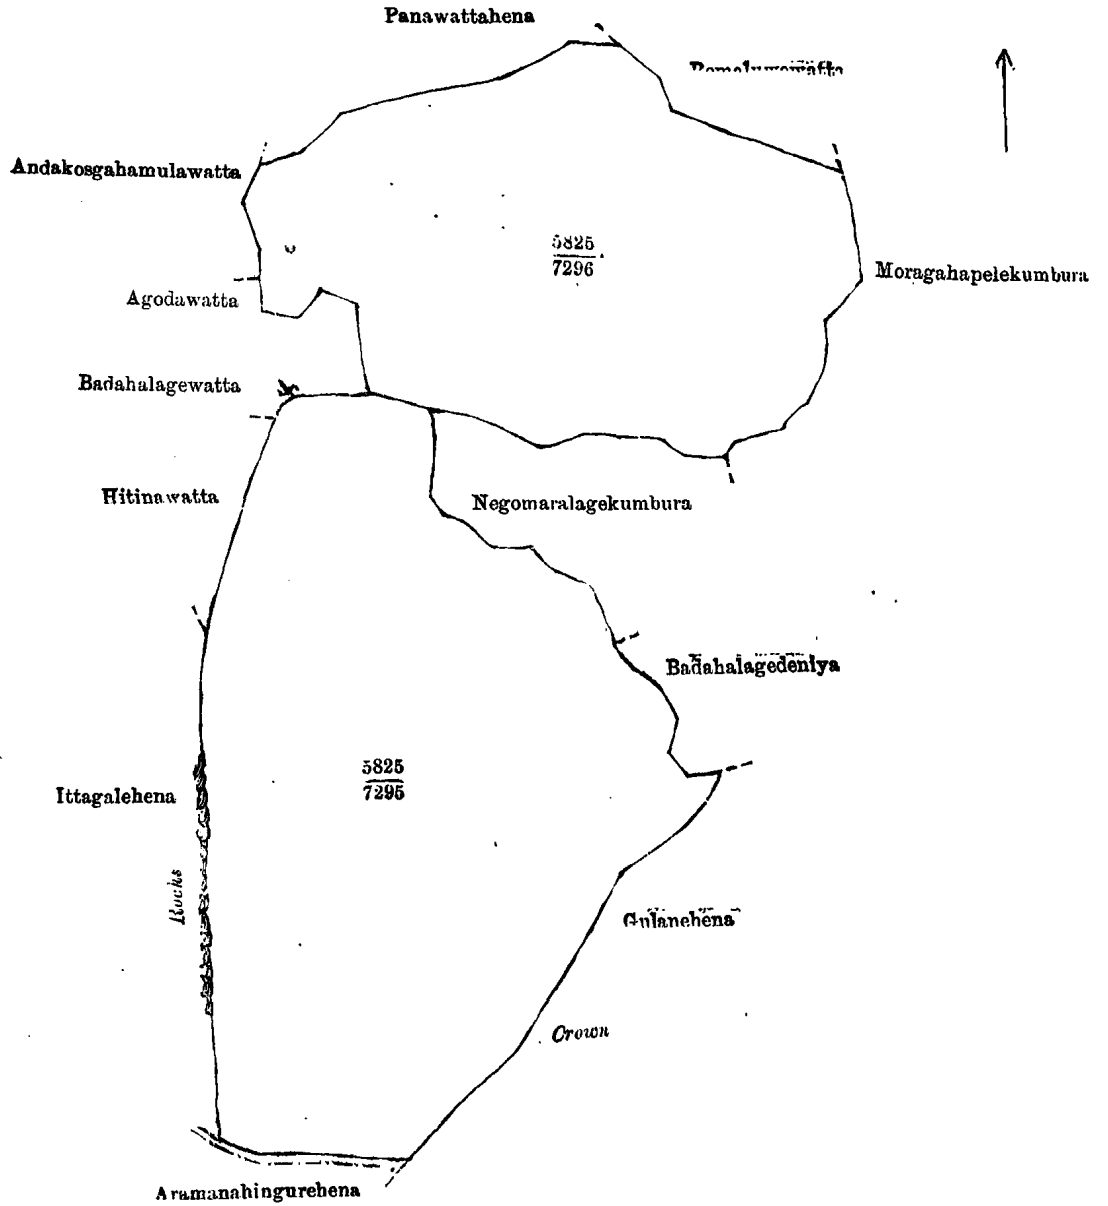 Panawattahena
Andakosgahamulawatta
5825
7296
Moragahapelekumbura
Agodawatta
Badahalagewatta
Hitinawatta
Negomaralagekumbura
Badahalagedeniya
5825
7295
Ittagalehena
Rocks
Gulanehena
Crown
Aramanahingurehena